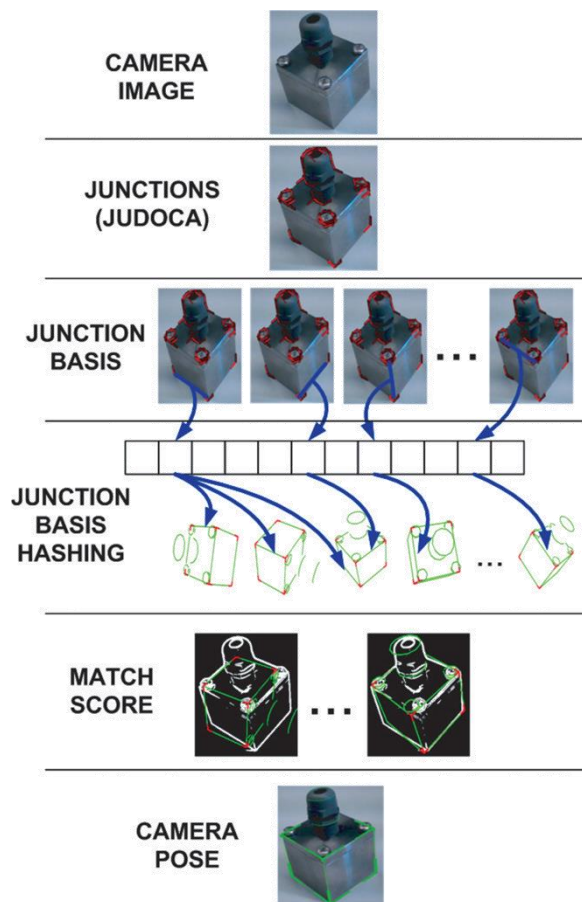 CAMERA
IMAGE
JUNCTIONS
(JUDOCA)
JUNCTION
BASIS
JUNCTION
BASIS
HASHING
MATCH
SCORE
CAMERA
POSE